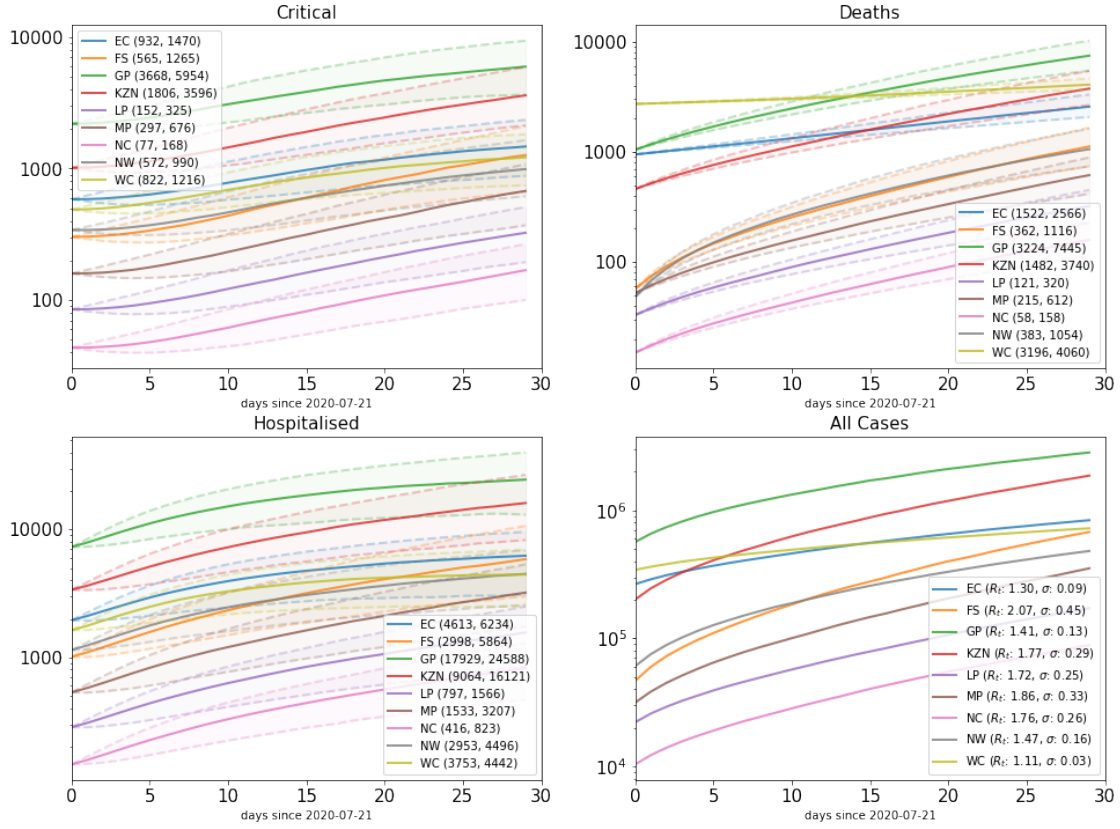 Critical
10000
1000
100
EC (932, 1470)
FS (565, 1265)
GP (3668, 5954)
KZN (1806, 3596)
LP (152, 325)
MP (297, 676)
NC (77, 168)
NW (572, 990)
WC (822, 1216)
0 5 10 15 20 25 30
days since 2020-07-21
Deaths
10000
1000
100
EC (1522, 2566)
FS (362, 1116)
GP (3224, 7445)
KZN (1482, 3740)
LP (121, 320)
MP (215, 612)
NC (58, 158)
NW (383, 1054)
WC (3196, 4060)
0 5 10 15 20 25 30
days since 2020-07-21
Hospitalised
10000
1000
EC (4613, 6234)
FS (2998, 5864)
GP (17929, 24588)
KZN (9064, 16121)
LP (797, 1566)
MP (1533, 3207)
NC (416, 823)
NW (2953, 4496)
WC (3753, 4442)
0 5 10 15 20 25 30
days since 2020-07-21
All Cases
10⁶
10⁵
10⁴
EC (Rₜ: 1.30, σ: 0.09)
FS (Rₜ: 2.07, σ: 0.45)
GP (Rₜ: 1.41, σ: 0.13)
KZN (Rₜ: 1.77, σ: 0.29)
LP (Rₜ: 1.72, σ: 0.25)
MP (Rₜ: 1.86, σ: 0.33)
NC (Rₜ: 1.76, σ: 0.26)
NW (Rₜ: 1.47, σ: 0.16)
WC (Rₜ: 1.11, σ: 0.03)
0 5 10 15 20 25 30
days since 2020-07-21